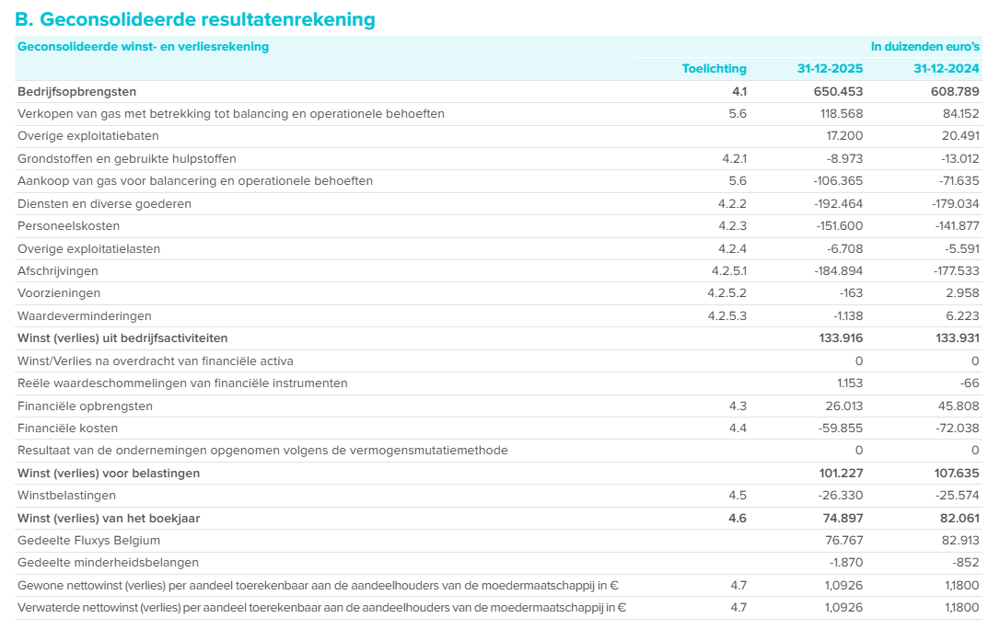 B. Geconsolideerde resultatenrekening
Geconsolideerde winst- en verliesrekening In duizenden euro's
Toelichting 31-12-2025 31-12-2024
Bedrijfsopbrengsten 4.1 650.453 608.789
Verkopen van gas met betrekking tot balancing en operationele behoeften 5.6 118.568 84.152
Overige exploitatiebaten 17.200 20.491
Grondstoffen en gebruikte hulpstoffen 4.2.1 -8.973 -13.012
Aankoop van gas voor balancering en operationele behoeften 5.6 -106.365 -71.635
Diensten en diverse goederen 4.2.2 -192.464 -179.034
Personeelskosten 4.2.3 -151.600 -141.877
Overige exploitatielasten 4.2.4 -6.708 -5.591
Afschrijvingen 4.2.5.1 -184.894 -177.533
Voorzieningen 4.2.5.2 -163 2.958
Waardeverminderingen 4.2.5.3 -1.138 6.223
Winst (verlies) uit bedrijfsactiviteiten 133.916 133.931
Winst/Verlies na overdracht van financiële activa 0 0
Reële waardeschommelingen van financiële instrumenten 1.153 -66
Financiële opbrengsten 4.3 26.013 45.808
Financiële kosten 4.4 -59.855 -72.038
Resultaat van de ondernemingen opgenomen volgens de vermogensmutatiemethode 0 0
Winst (verlies) voor belastingen 101.227 107.635
Winstbelastingen 4.5 -26.330 -25.574
Winst (verlies) van het boekjaar 4.6 74.897 82.061
Gedeelte Fluxys Belgium 76.767 82.913
Gedeelte minderheidsbelangen -1.870 -852
Gewone nettowinst (verlies) per aandeel toerekenbaar aan de aandeelhouders van de moedermaatschappij in € 4.7 1,0926 1,1800
Verwaterde nettowinst (verlies) per aandeel toerekenbaar aan de aandeelhouders van de moedermaatschappij in € 4.7 1,0926 1,1800